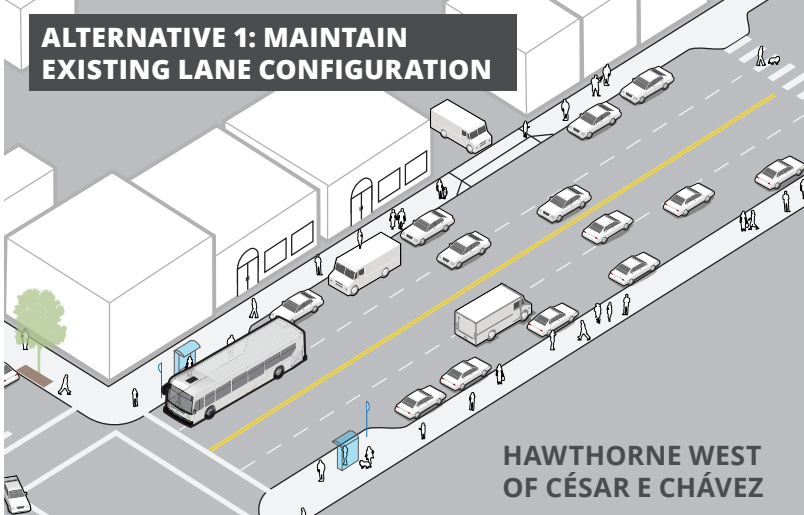 ALTERNATIVE 1: MAINTAIN
EXISTING LANE CONFIGURATION
HAWTHORNE WEST
OF CÉSAR E CHÁVEZ